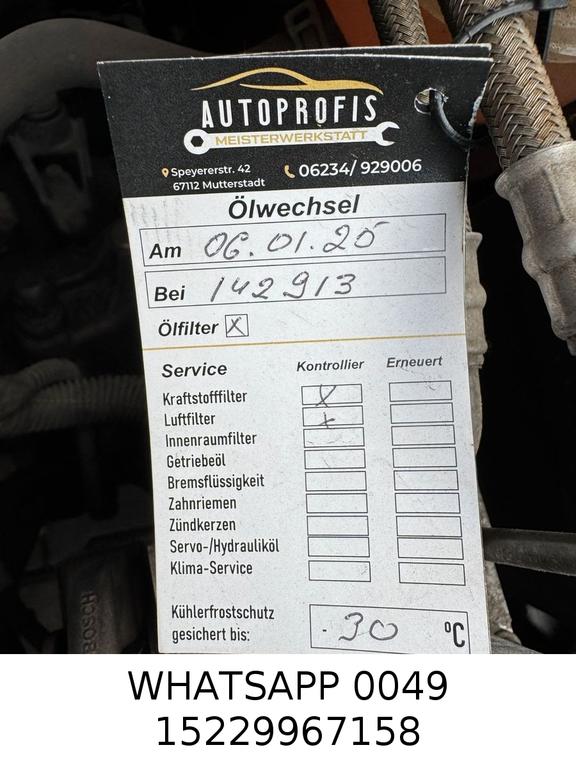 AUTOPROFIS
MEISTERWERKSTATT
Speyererstr. 42
67112 Mutterstadt
06234/ 929006
Ölwechsel
Am 06.01.25
Bei 142913
Ölfilter X
Service Kontrollier Erneuert
Kraftstofffilter X
Luftfilter x
Innenraumfilter
Getriebeöl
Bremsflüssigkeit
Zahnriemen
Zündkerzen
Servo-/Hydrauliköl
Klima-Service
Kühlerfrostschutz
gesichert bis: -30 °C
BOSCH
WHATSAPP 0049
15229967158